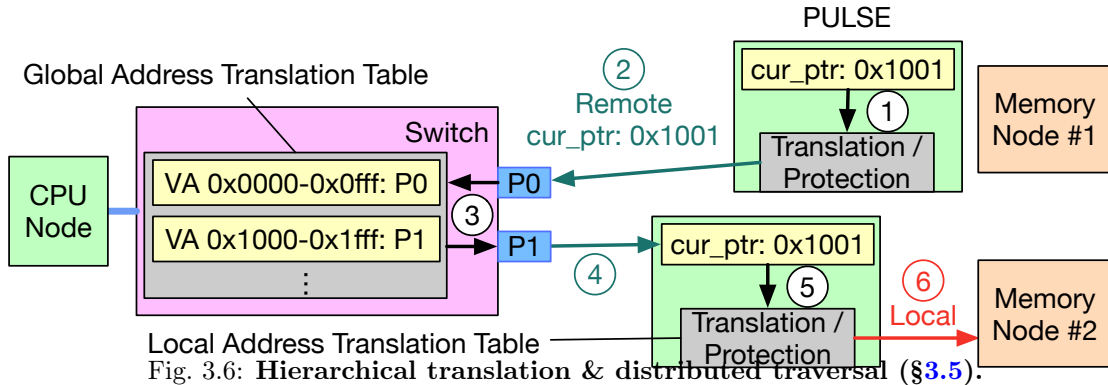 PULSE
Global Address Translation Table
2
Remote
cur_ptr: 0x1001
cur_ptr: 0x1001
1
Translation /
Protection
Memory
Node #1
Switch
CPU
Node
VA 0x0000-0x0fff: P0
P0
3
VA 0x1000-0x1fff: P1
P1
⋮
4
cur_ptr: 0x1001
5
Translation /
Protection
6
Local
Memory
Node #2
Local Address Translation Table
Fig. 3.6: Hierarchical translation & distributed traversal (§3.5).